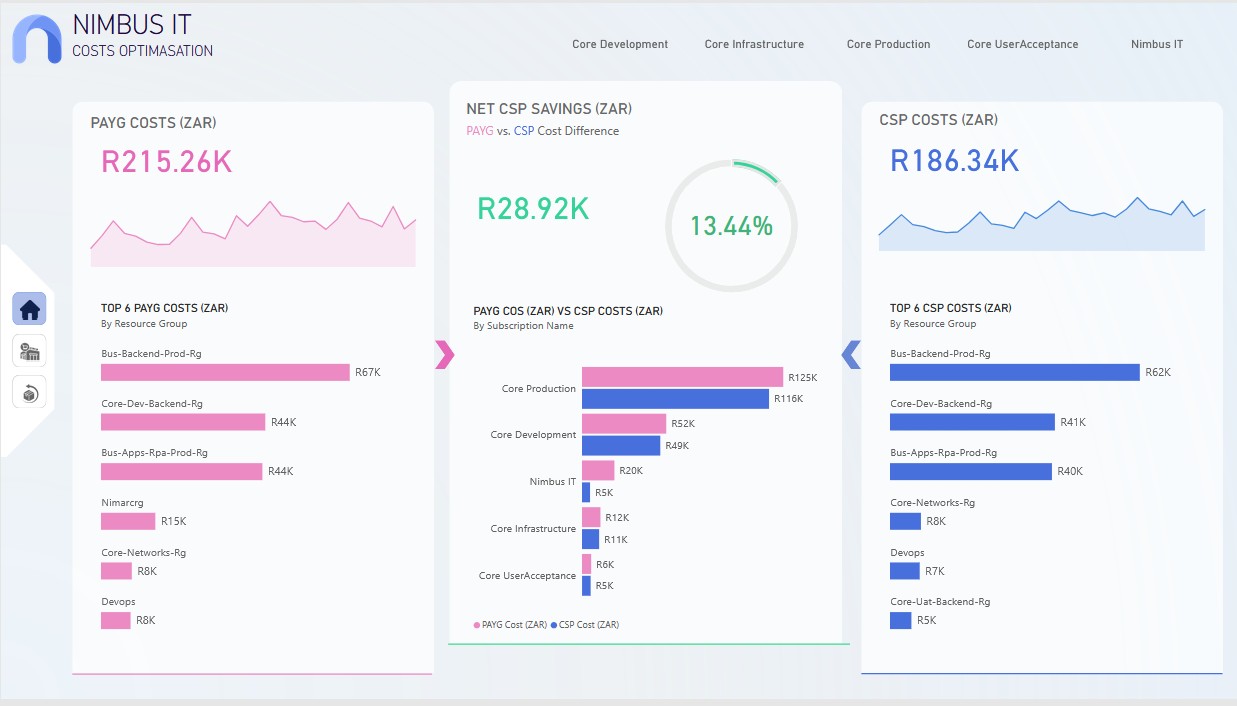 NIMBUS IT
COSTS OPTIMASATION
Core Development
Core Infrastructure
Core Production
Core UserAcceptance
Nimbus IT
PAYG COSTS (ZAR)
R215.26K
TOP 6 PAYG COSTS (ZAR)
By Resource Group
Bus-Backend-Prod-Rg
R67K
Core-Dev-Backend-Rg
R44K
Bus-Apps-Rpa-Prod-Rg
R44K
Nimarcrg
R15K
Core-Networks-Rg
R8K
Devops
R8K
NET CSP SAVINGS (ZAR)
PAYG vs. CSP Cost Difference
R28.92K
13.44%
PAYG COS (ZAR) VS CSP COSTS (ZAR)
By Subscription Name
Core Production
R125K
R116K
Core Development
R52K
R49K
Nimbus IT
R20K
R5K
Core Infrastructure
R12K
R11K
Core UserAcceptance
R6K
R5K
PAYG Cost (ZAR) CSP Cost (ZAR)
CSP COSTS (ZAR)
R186.34K
TOP 6 CSP COSTS (ZAR)
By Resource Group
Bus-Backend-Prod-Rg
R62K
Core-Dev-Backend-Rg
R41K
Bus-Apps-Rpa-Prod-Rg
R40K
Core-Networks-Rg
R8K
Devops
R7K
Core-Uat-Backend-Rg
R5K